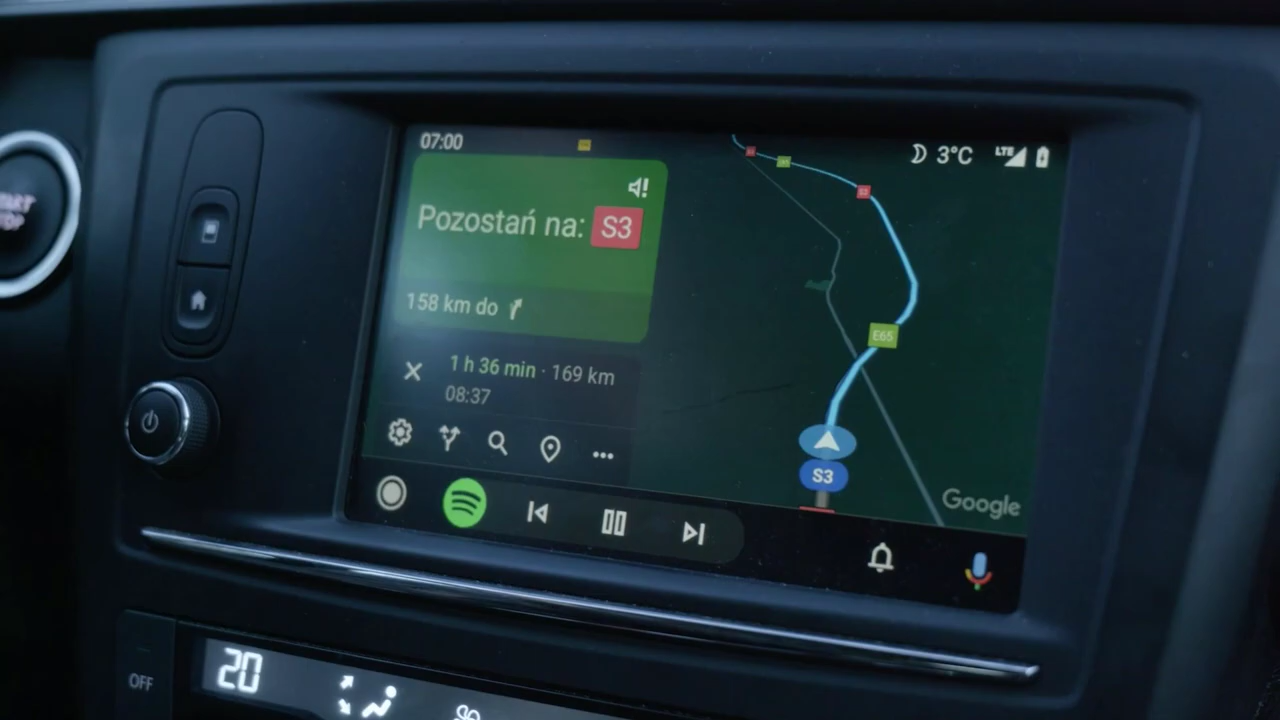 07:00
3°C
LTE
Pozostań na: S3
158 km do
1 h 36 min · 169 km
08:37
E65
S3
Google
OFF
20